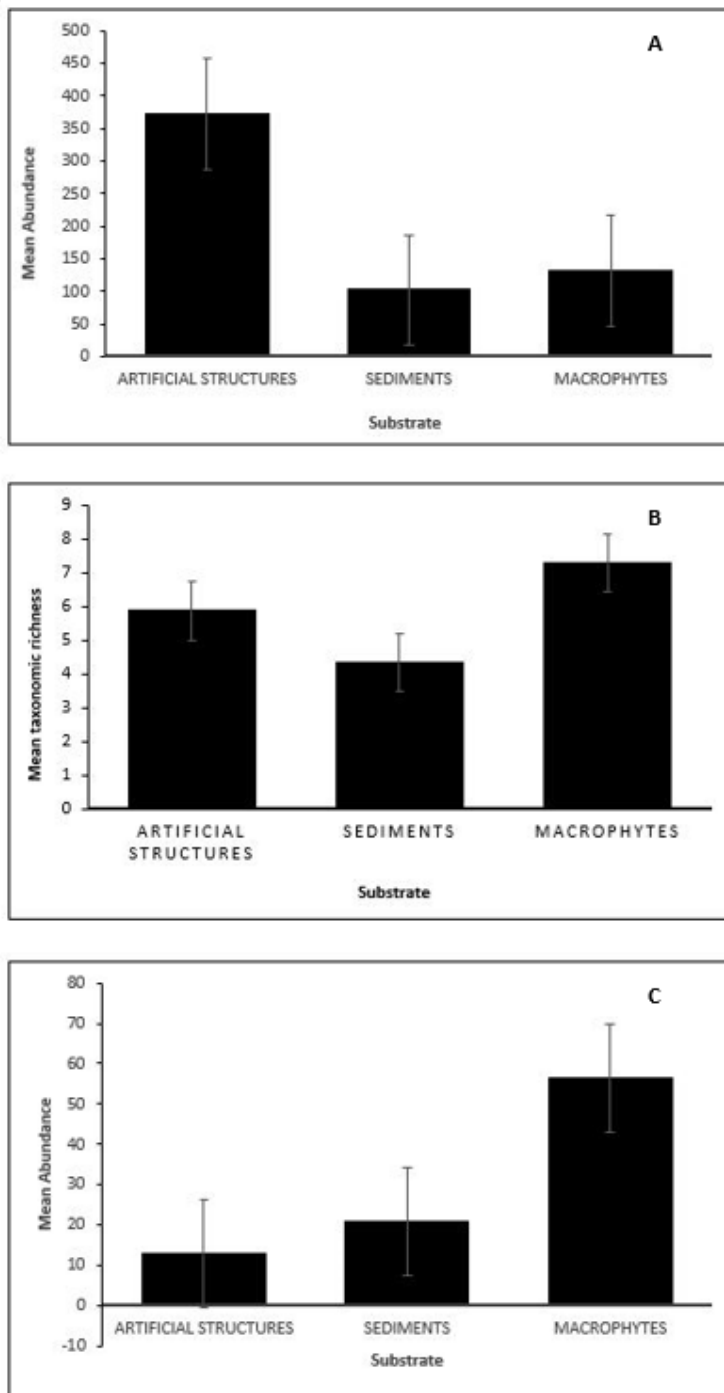 A
Mean Abundance
500
450
400
350
300
250
200
150
100
50
0
ARTIFICIAL STRUCTURES SEDIMENTS MACROPHYTES
Substrate
B
Mean taxonomic richness
9
8
7
6
5
4
3
2
1
0
ARTIFICIAL SEDIMENTS MACROPHYTES
STRUCTURES
Substrate
C
Mean Abundance
80
70
60
50
40
30
20
10
0
ARTIFICIAL STRUCTURES SEDIMENTS MACROPHYTES
-10
Substrate